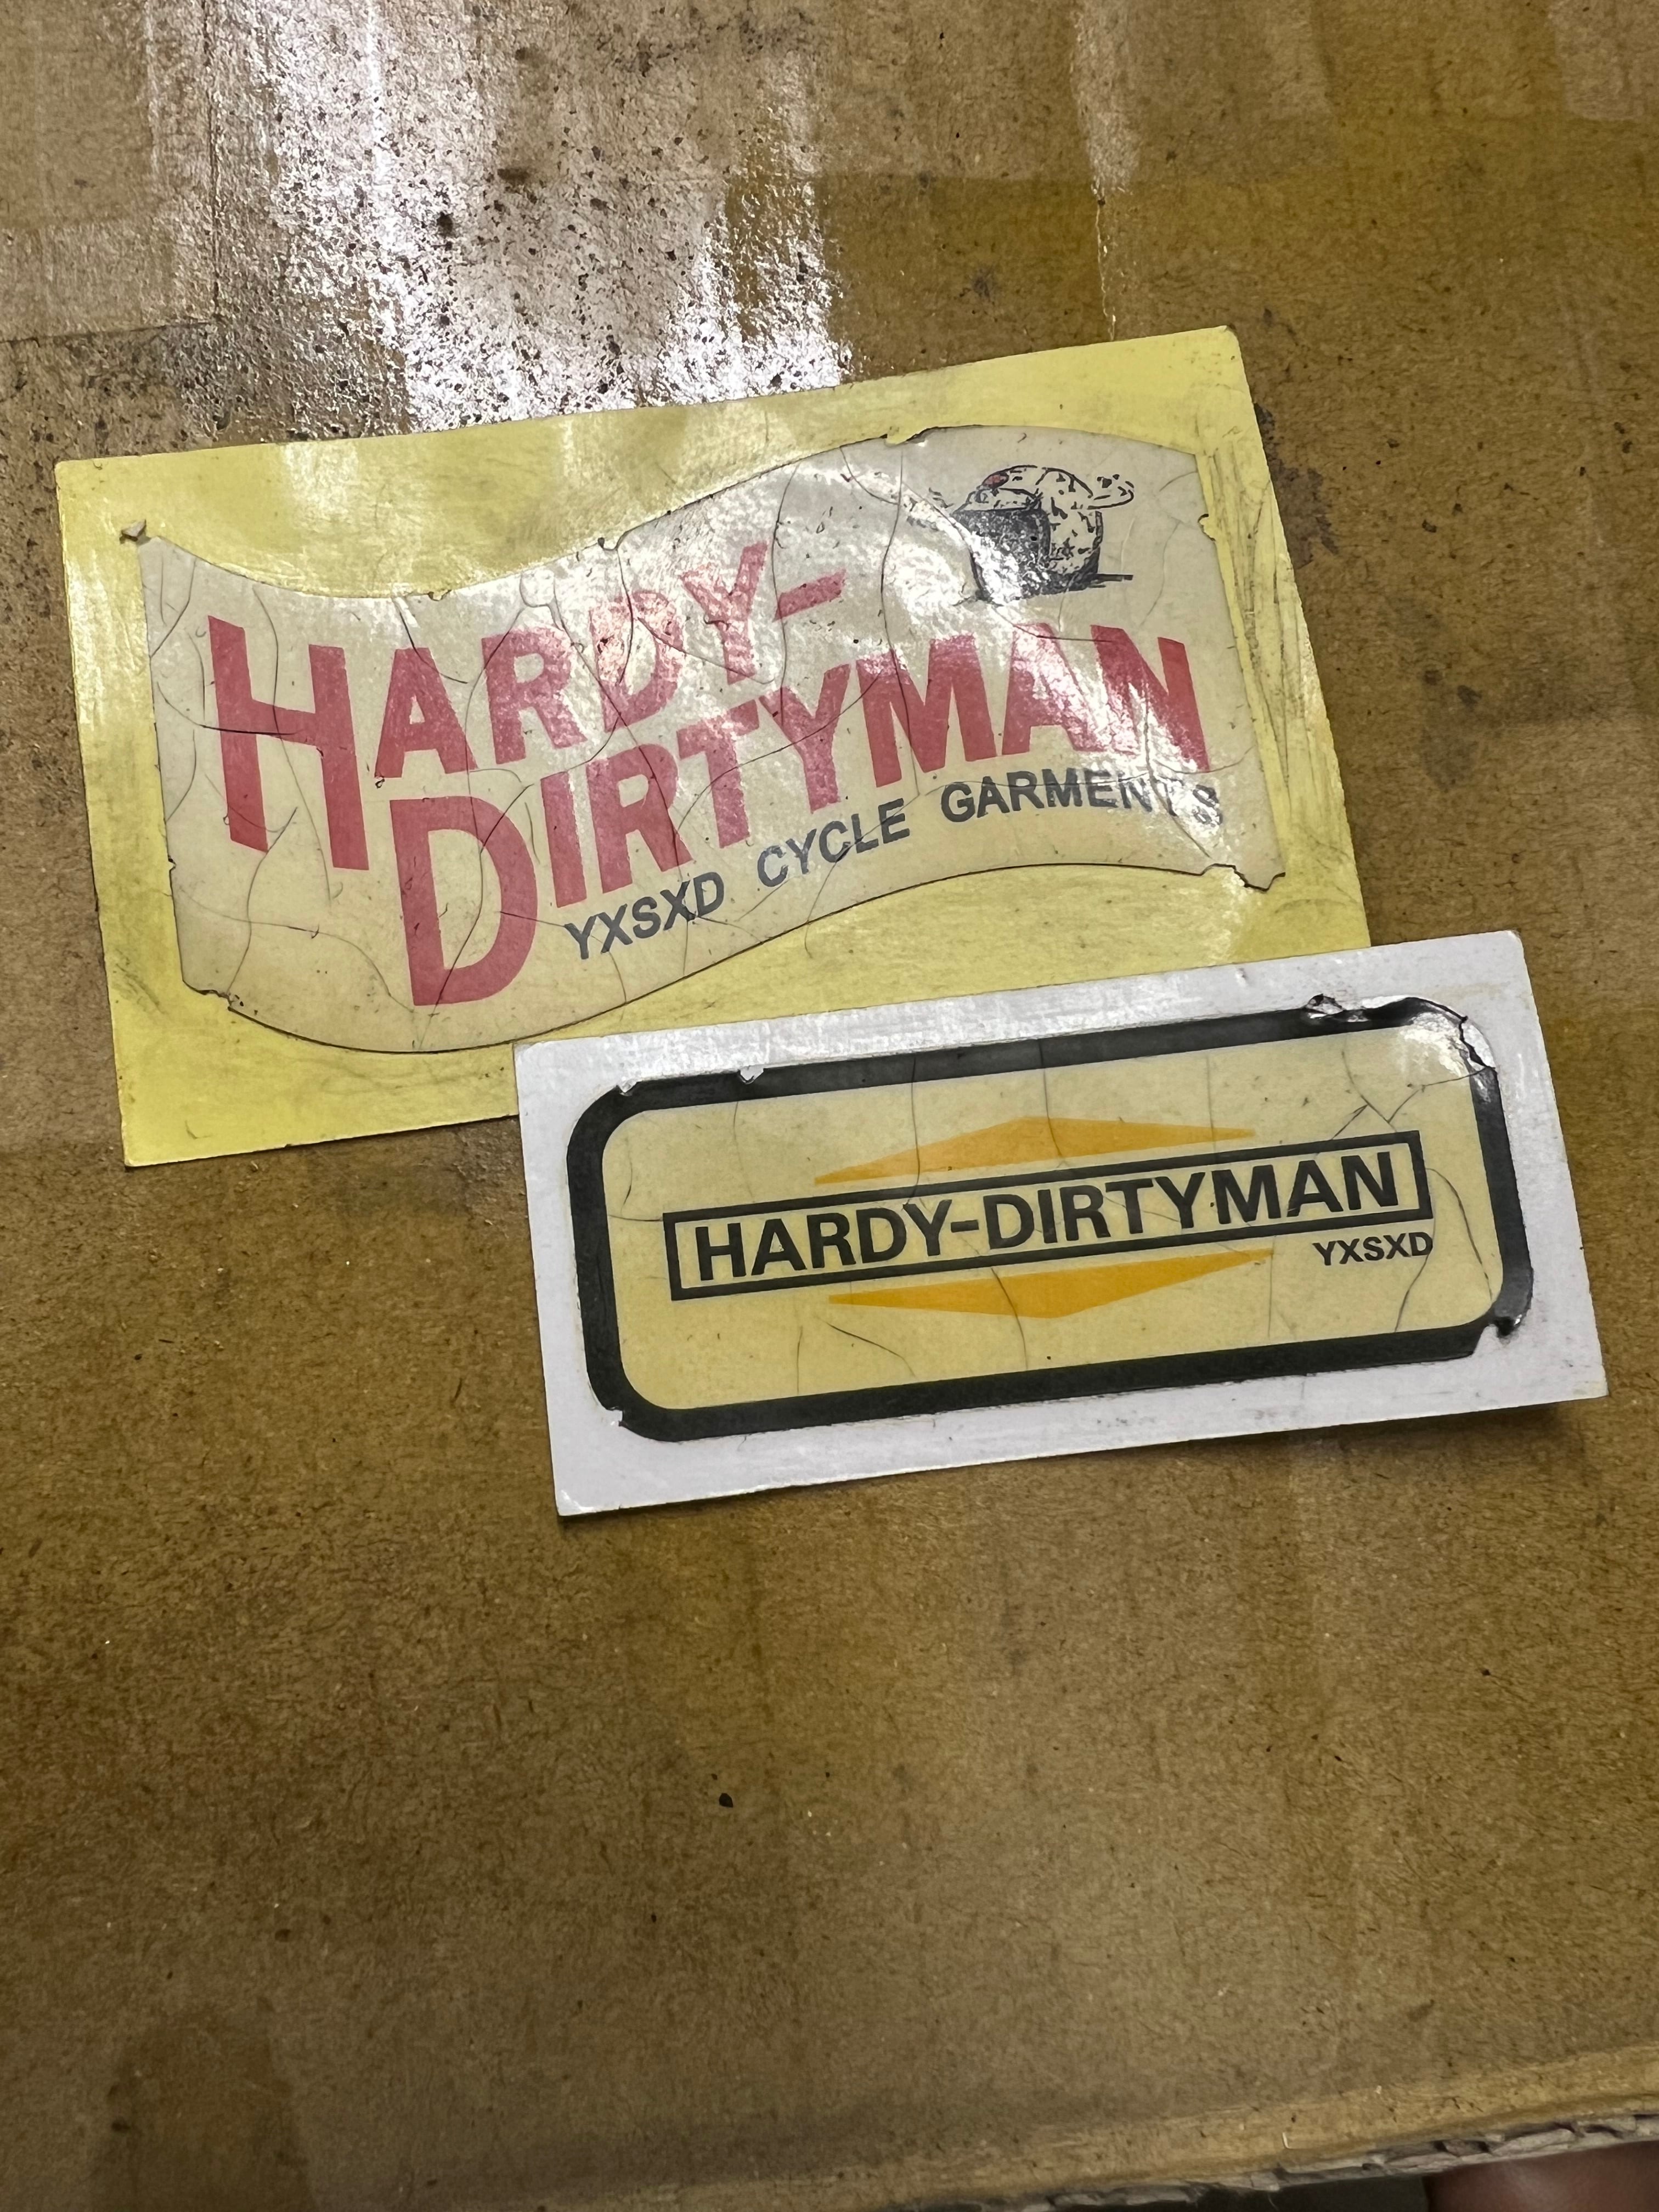 HARDY-
DIRTYMAN
YXSXD CYCLE GARMENTS
HARDY-DIRTYMAN
YXSXD